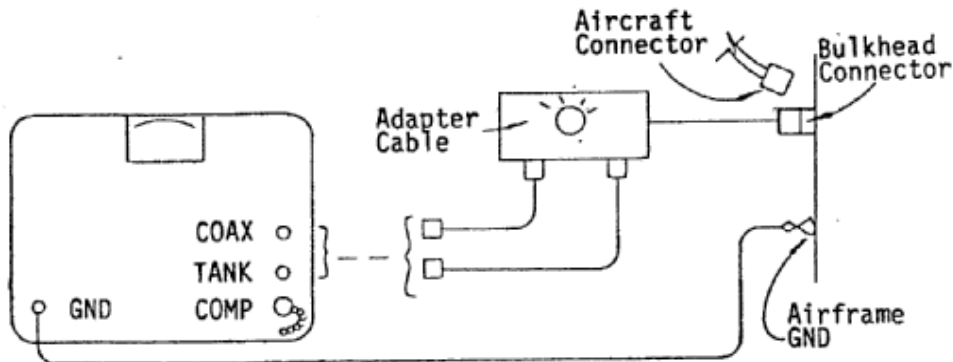 Aircraft
Connector
Bulkhead
Connector
Adapter
Cable
COAX
TANK
GND
COMP
Airframe
GND